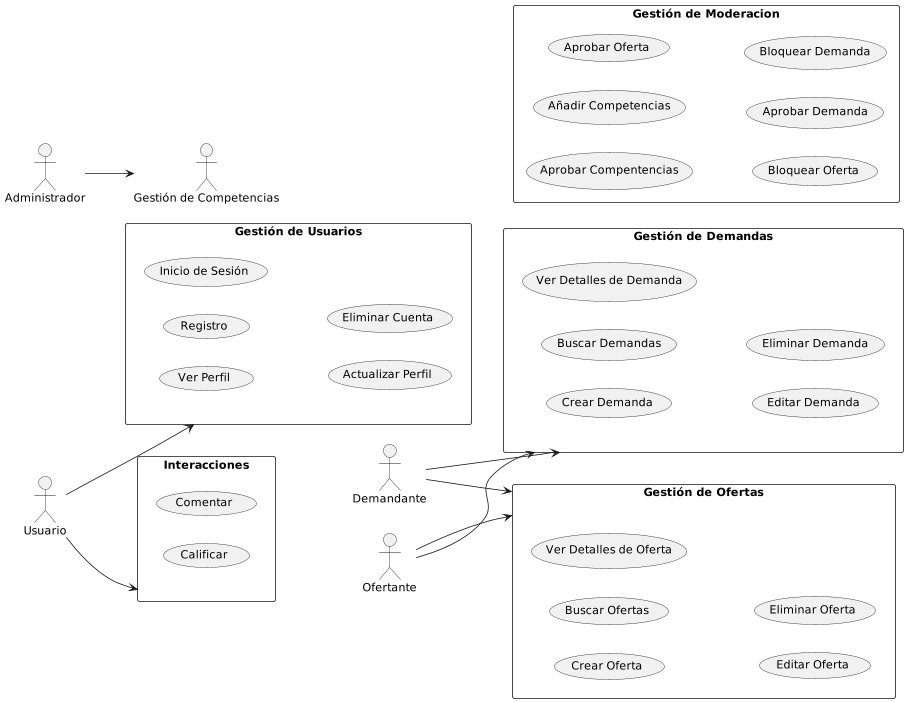 Gestión de Moderacion
Aprobar Oferta
Bloquear Demanda
Añadir Competencias
Aprobar Demanda
Aprobar Compentencias
Bloquear Oferta
Administrador
Gestión de Competencias
Gestión de Usuarios
Inicio de Sesión
Registro
Eliminar Cuenta
Ver Perfil
Actualizar Perfil
Gestión de Demandas
Ver Detalles de Demanda
Buscar Demandas
Eliminar Demanda
Crear Demanda
Editar Demanda
Usuario
Interacciones
Comentar
Calificar
Demandante
Ofertante
Gestión de Ofertas
Ver Detalles de Oferta
Buscar Ofertas
Eliminar Oferta
Crear Oferta
Editar Oferta